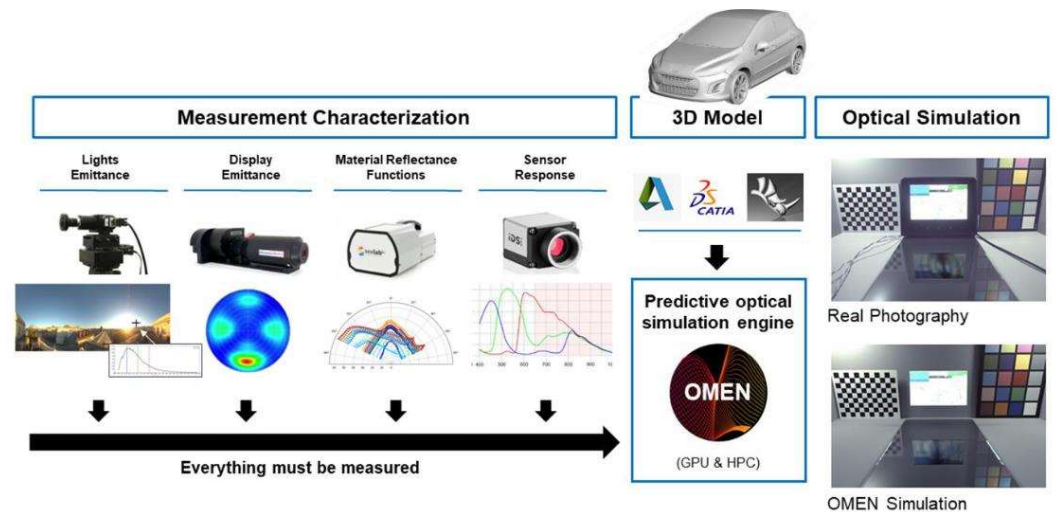 Measurement Characterization
3D Model
Optical Simulation
Lights
Emittance
Display
Emittance
Material Reflectance
Functions
Sensor
Response
CATIA
iDS
Predictive optical
simulation engine
OMEN
(GPU & HPC)
Real Photography
OMEN Simulation
Everything must be measured